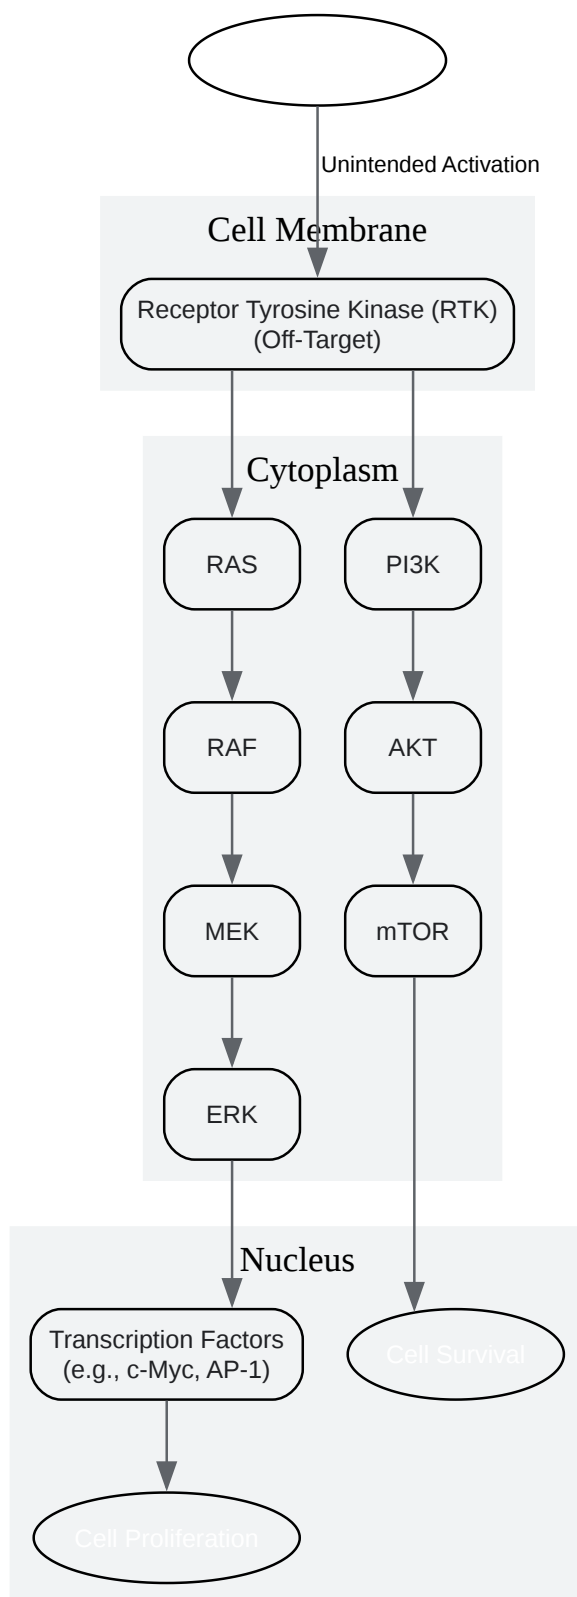 Unintended Activation
Cell Membrane
Receptor Tyrosine Kinase (RTK)
(Off-Target)
Cytoplasm
RAS
PI3K
RAF
AKT
MEK
mTOR
ERK
Nucleus
Transcription Factors
(e.g., c-Myc, AP-1)
Cell Survival
Cell Proliferation